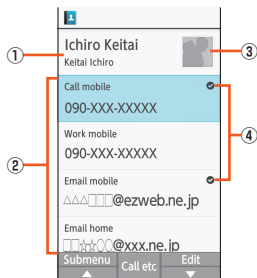 Ichiro Keitai
Keitai Ichiro
①
③
Call mobile
090-XXX-XXXXX
②
④
Work mobile
090-XXX-XXXXX
Email mobile
△△△□□□@ezweb.ne.jp
Email home
□□☆☆○○@xxx.ne.jp
Submenu Call etc Edit